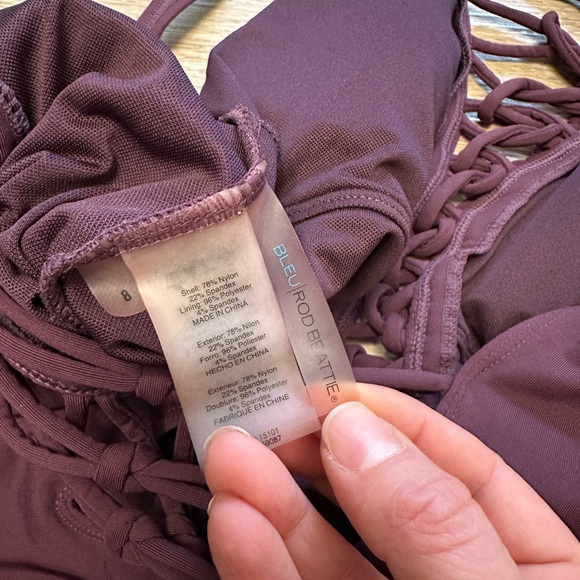 8
Shell: 78% Nylon
22% Spandex
Lining: 96% Polyester
4% Spandex
MADE IN CHINA
Exterior: 78% Nilon
22% Spandex
Forro: 96% Poliester
4% Spandex
HECHO EN CHINA
Exterieur: 78% Nylon
22% Spandex
Doublure: 96% Polyester
4% Spandex
FABRIQUE EN CHINE
BLEU|ROD BEATTIE®